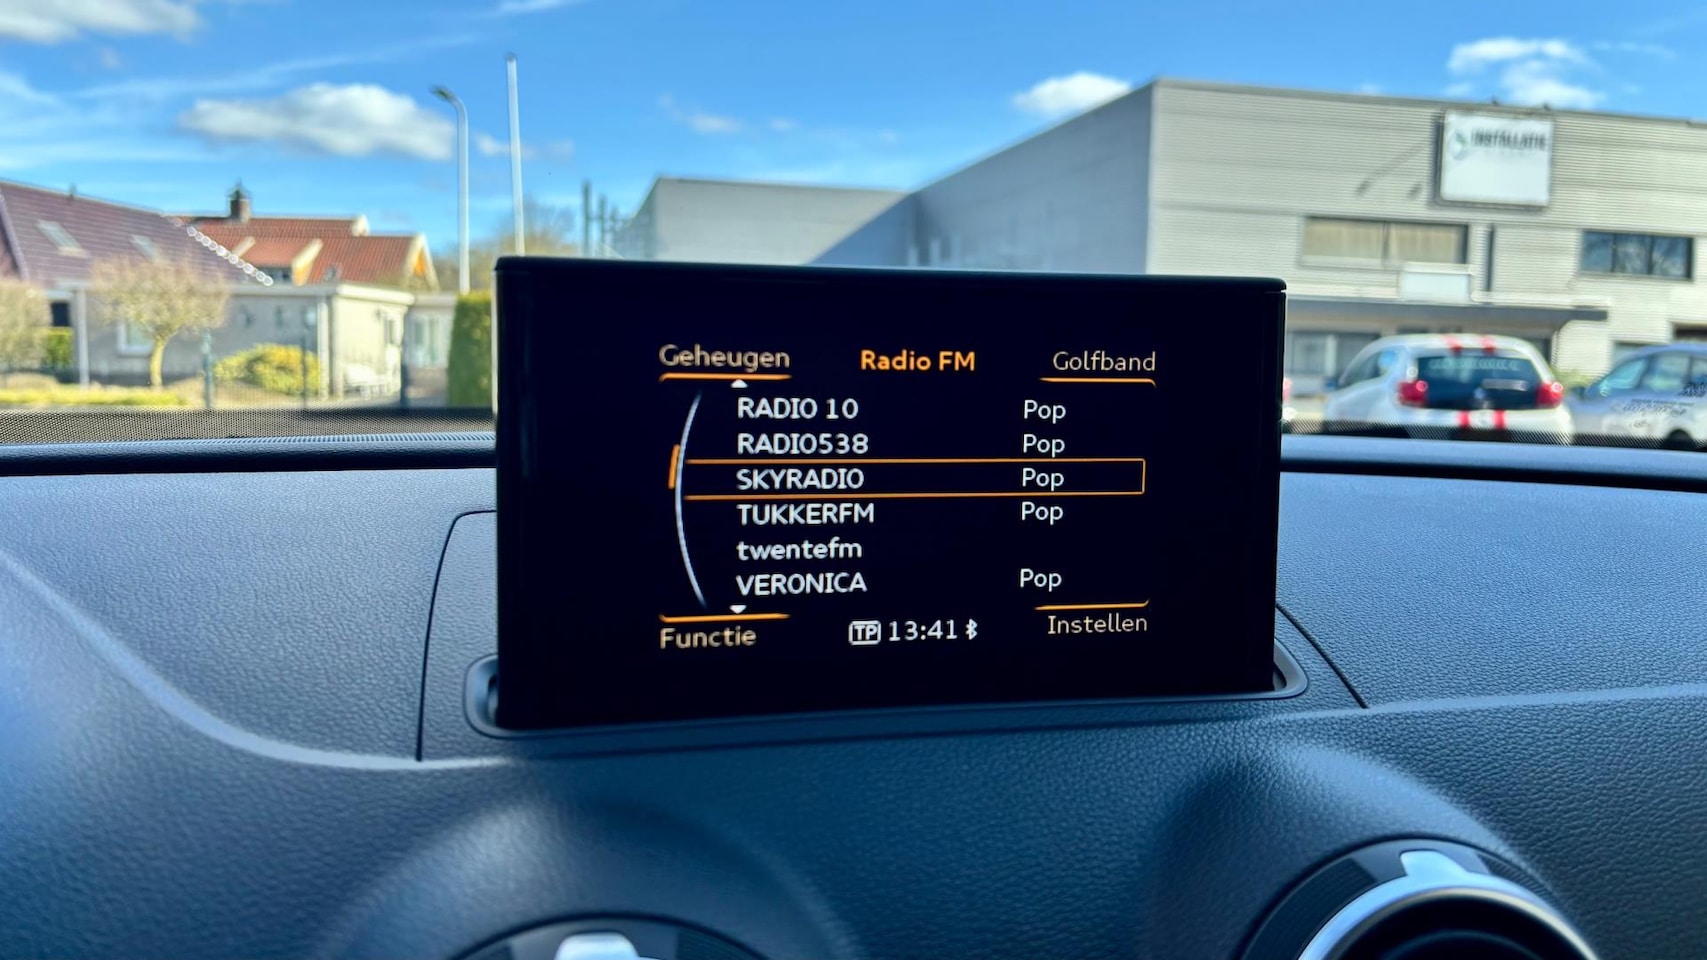 INSTALLATIE
Geheugen Radio FM Golfband
RADIO 10 Pop
RADIO538 Pop
SKYRADIO Pop
TUKKERFM Pop
twentefm
VERONICA Pop
Functie TP 13:41 Instellen